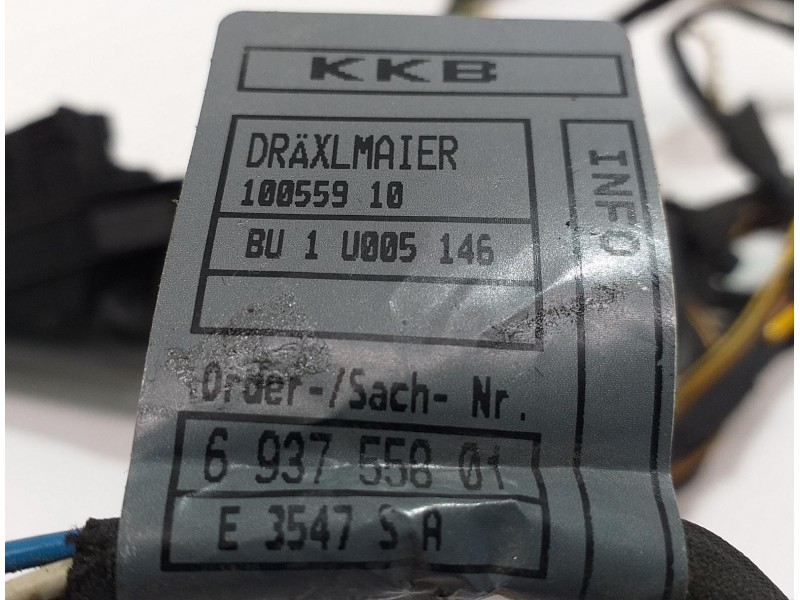 KKB
DRÄXLMAIER
100559 10
BU 1 U005 146
INFO
Order-/Sach- Nr.
6 937 558 01
E 3547 S A